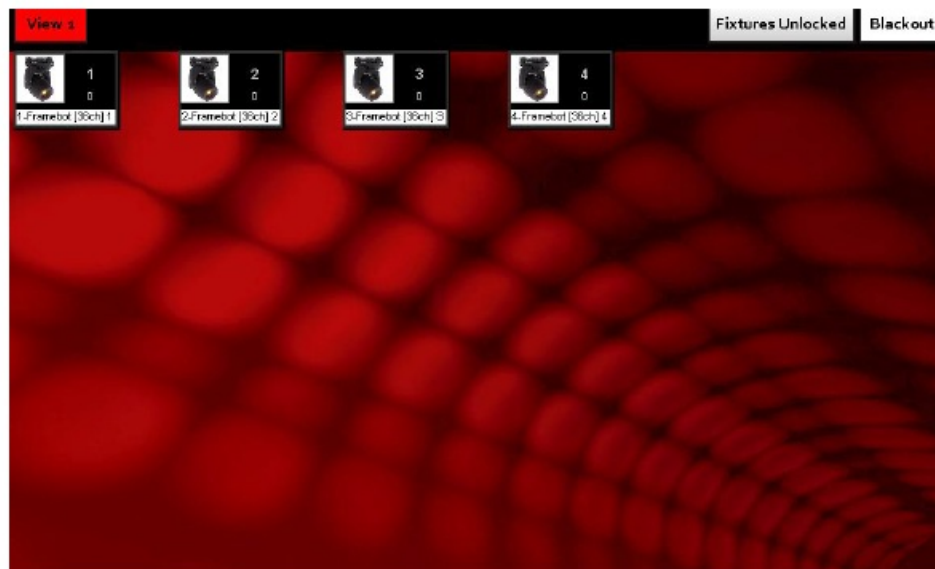 View 1
Fixtures Unlocked
Blackout
1
0
1-Framebot [36ch] 1
2
0
2-Framebot [36ch] 2
3
0
3-Framebot [36ch] 3
4
0
4-Framebot [36ch] 4